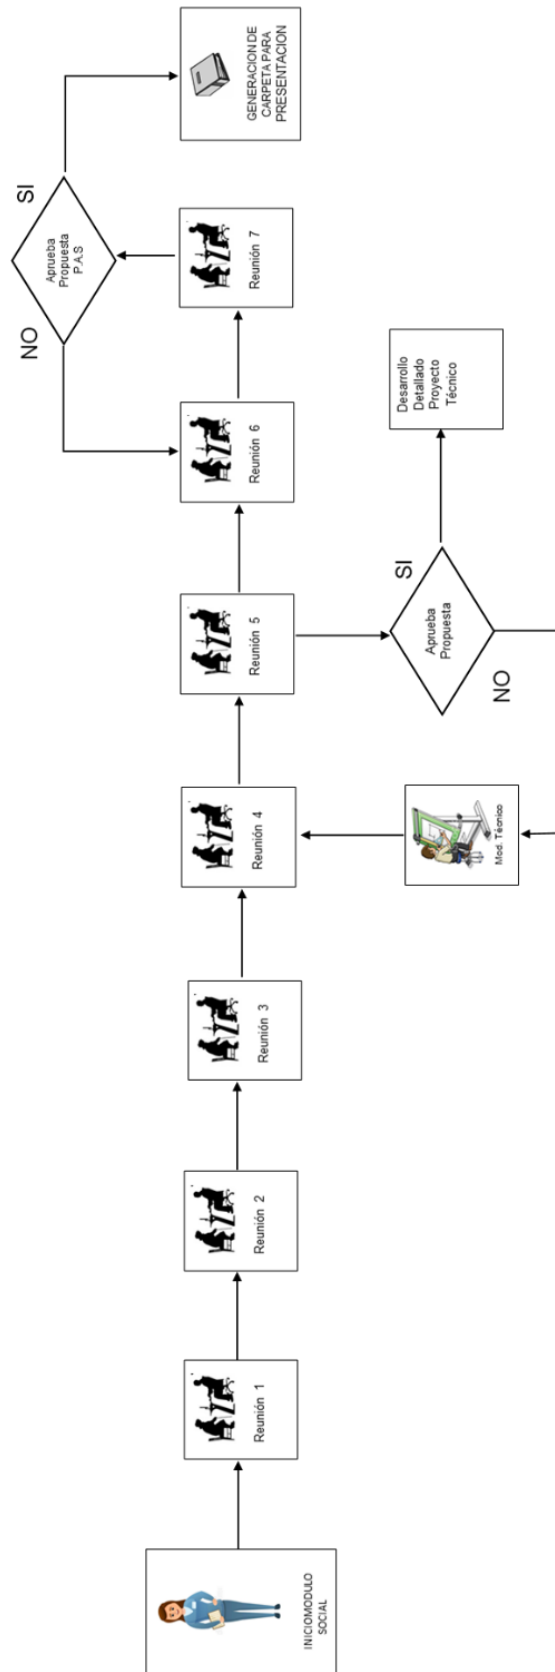 INICIOMODULO
SOCIAL
Reunión 1
Reunión 2
Reunión 3
Reunión 4
Mod. Técnico
Reunión 5
Aprueba
Propuesta
SI
NO
Desarrollo
Detallado
Proyecto
Técnico
Reunión 6
Reunión 7
Aprueba
Propuesta
P.A.S
NO
SI
GENERACION DE
CARPETA PARA
PRESENTACION